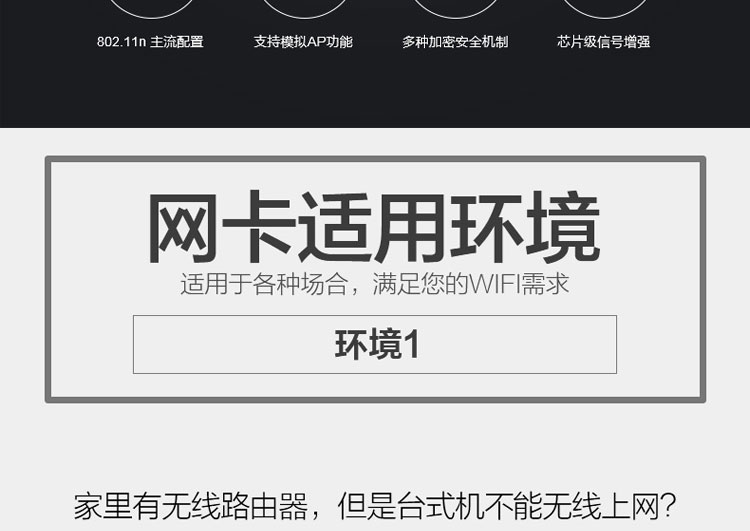 802.11n 主流配置 支持模拟AP功能 多种加密安全机制 芯片级信号增强
网卡适用环境
适用于各种场合，满足您的WIFI需求
环境1
家里有无线路由器，但是台式机不能无线上网？